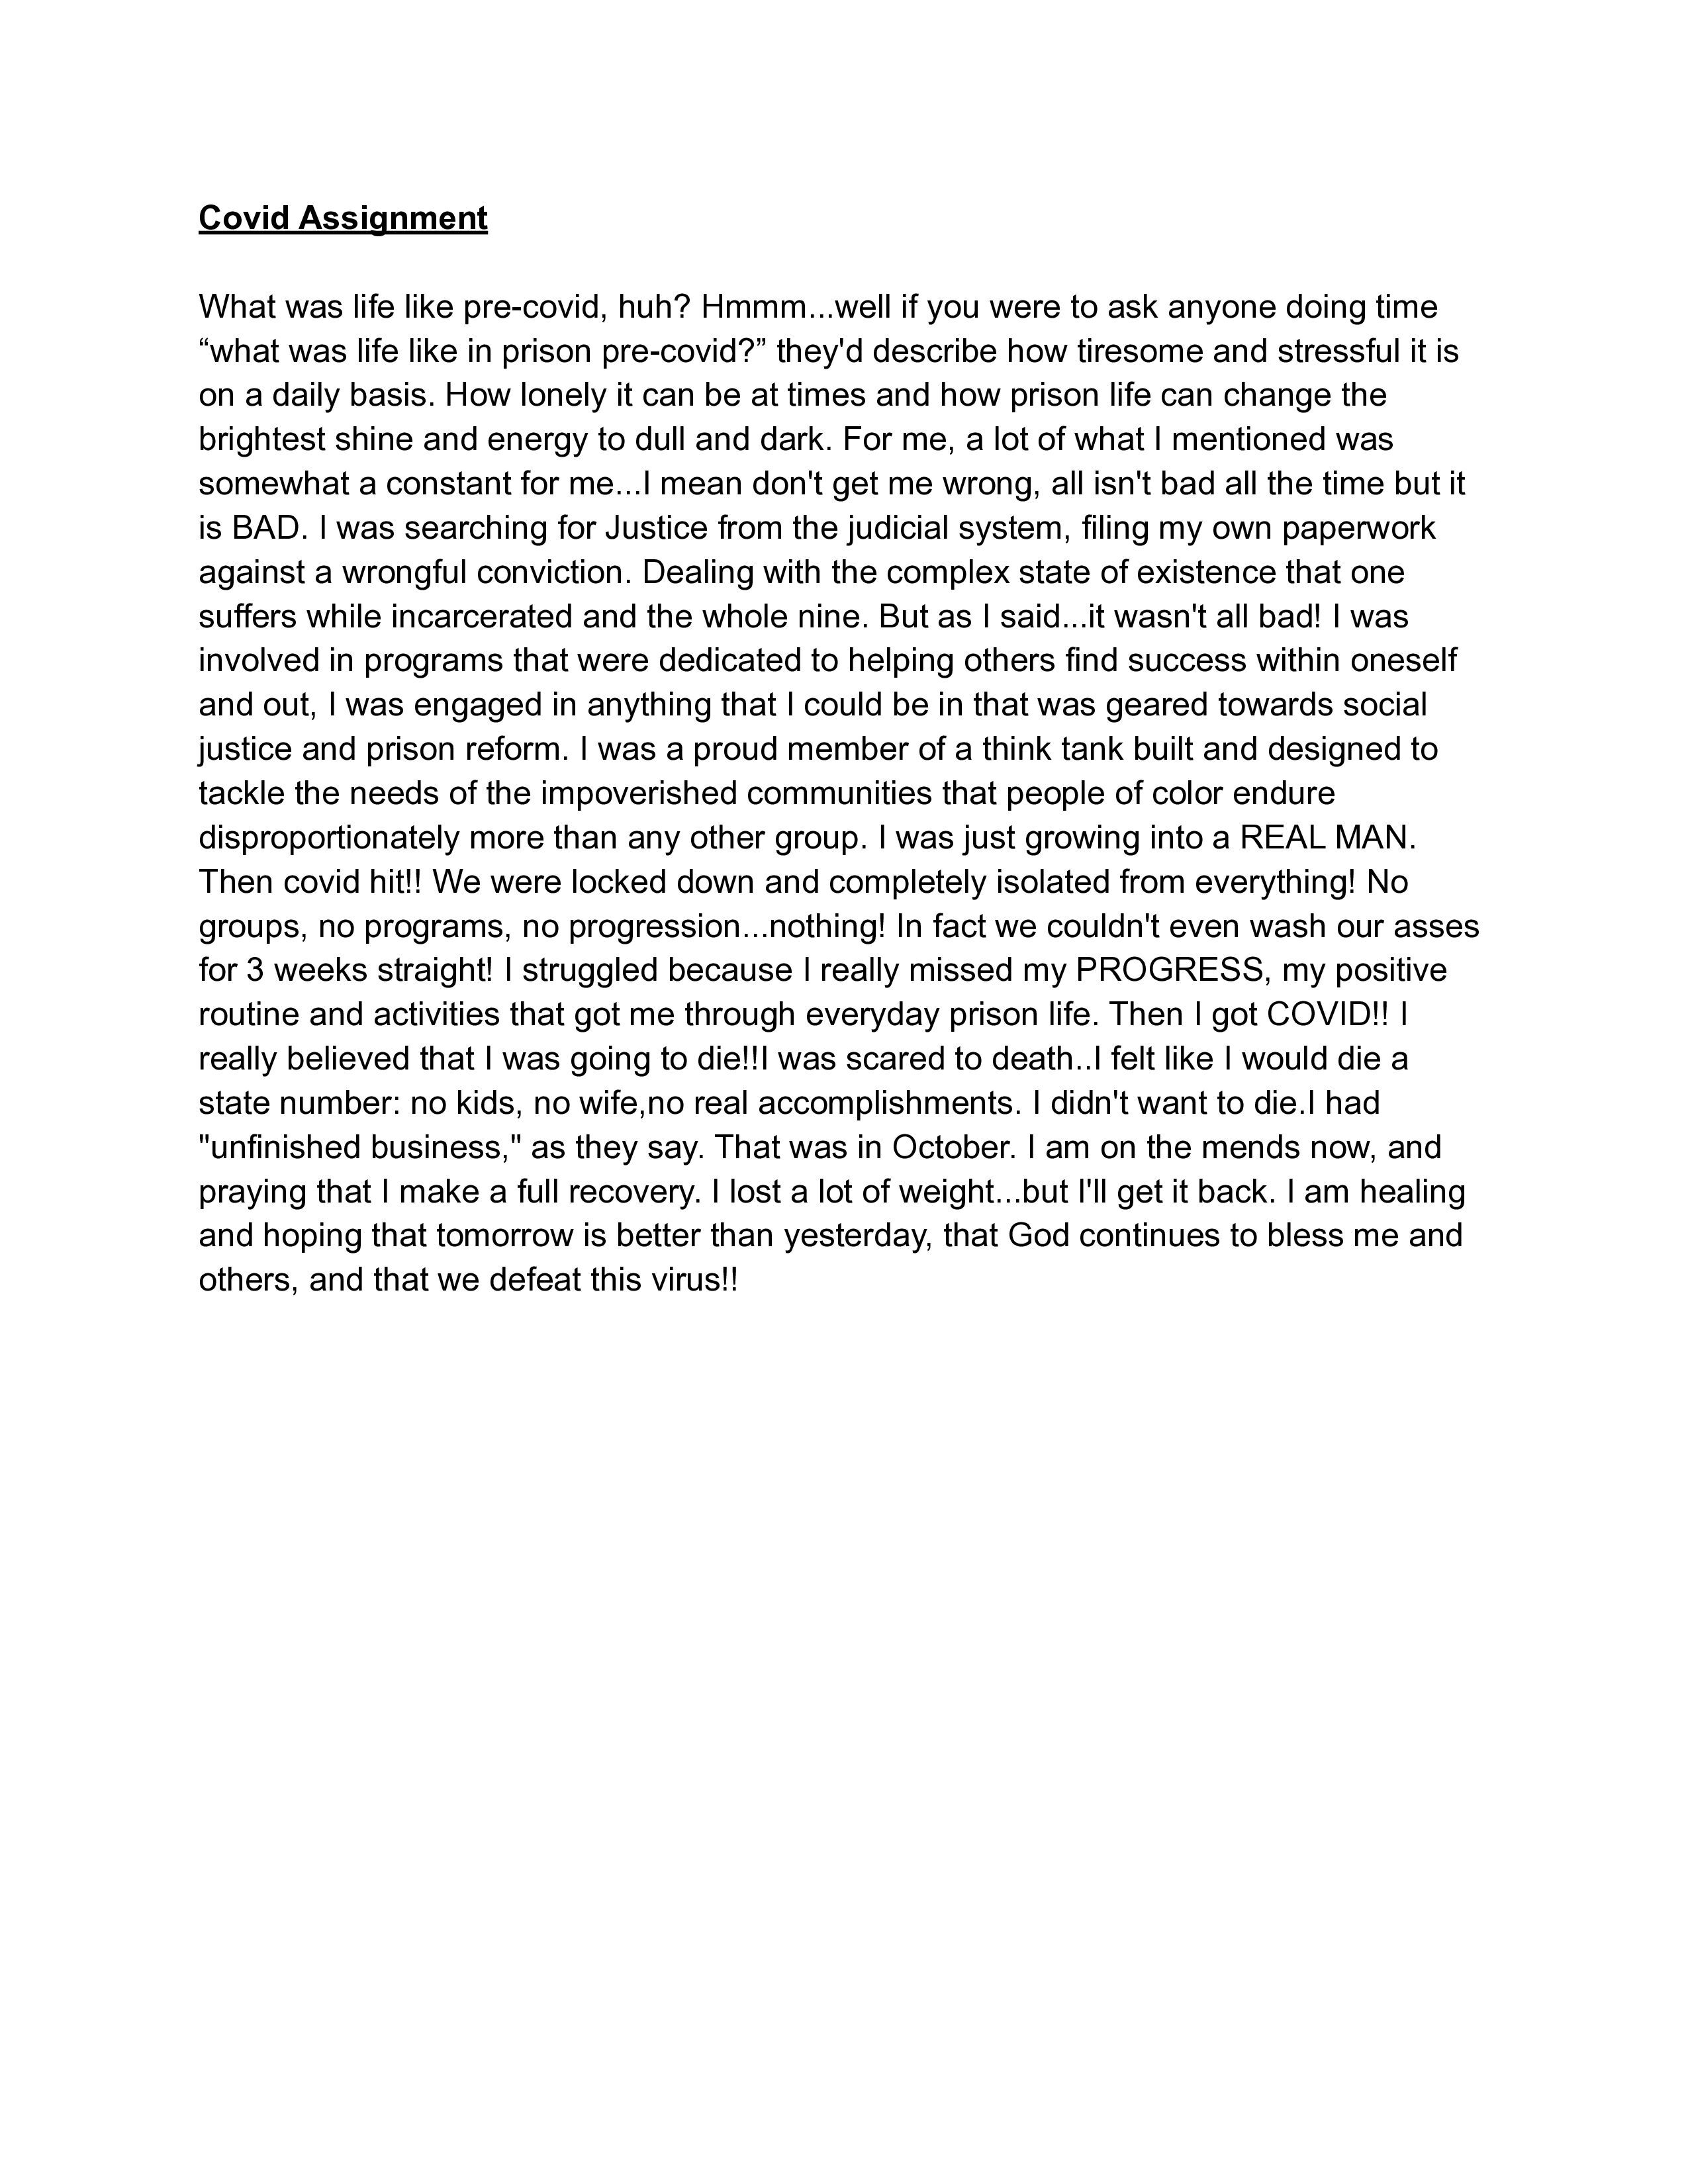 Covid Assignment
What was life like pre-covid, huh? Hmmm...well if you were to ask anyone doing time
“what was life like in prison pre-covid?” they'd describe how tiresome and stressful it is
on a daily basis. How lonely it can be at times and how prison life can change the
brightest shine and energy to dull and dark. For me, a lot of what I mentioned was
somewhat a constant for me...I mean don't get me wrong, all isn't bad all the time but it
is BAD. I was searching for Justice from the judicial system, filing my own paperwork
against a wrongful conviction. Dealing with the complex state of existence that one
suffers while incarcerated and the whole nine. But as I said...it wasn't all bad! I was
involved in programs that were dedicated to helping others find success within oneself
and out, I was engaged in anything that I could be in that was geared towards social
justice and prison reform. I was a proud member of a think tank built and designed to
tackle the needs of the impoverished communities that people of color endure
disproportionately more than any other group. I was just growing into a REAL MAN.
Then covid hit!! We were locked down and completely isolated from everything! No
groups, no programs, no progression...nothing! In fact we couldn't even wash our asses
for 3 weeks straight! I struggled because I really missed my PROGRESS, my positive
routine and activities that got me through everyday prison life. Then I got COVID!! I
really believed that I was going to die!!I was scared to death..I felt like I would die a
state number: no kids, no wife,no real accomplishments. I didn't want to die.I had
"unfinished business," as they say. That was in October. I am on the mends now, and
praying that I make a full recovery. I lost a lot of weight...but I'll get it back. I am healing
and hoping that tomorrow is better than yesterday, that God continues to bless me and
others, and that we defeat this virus!!